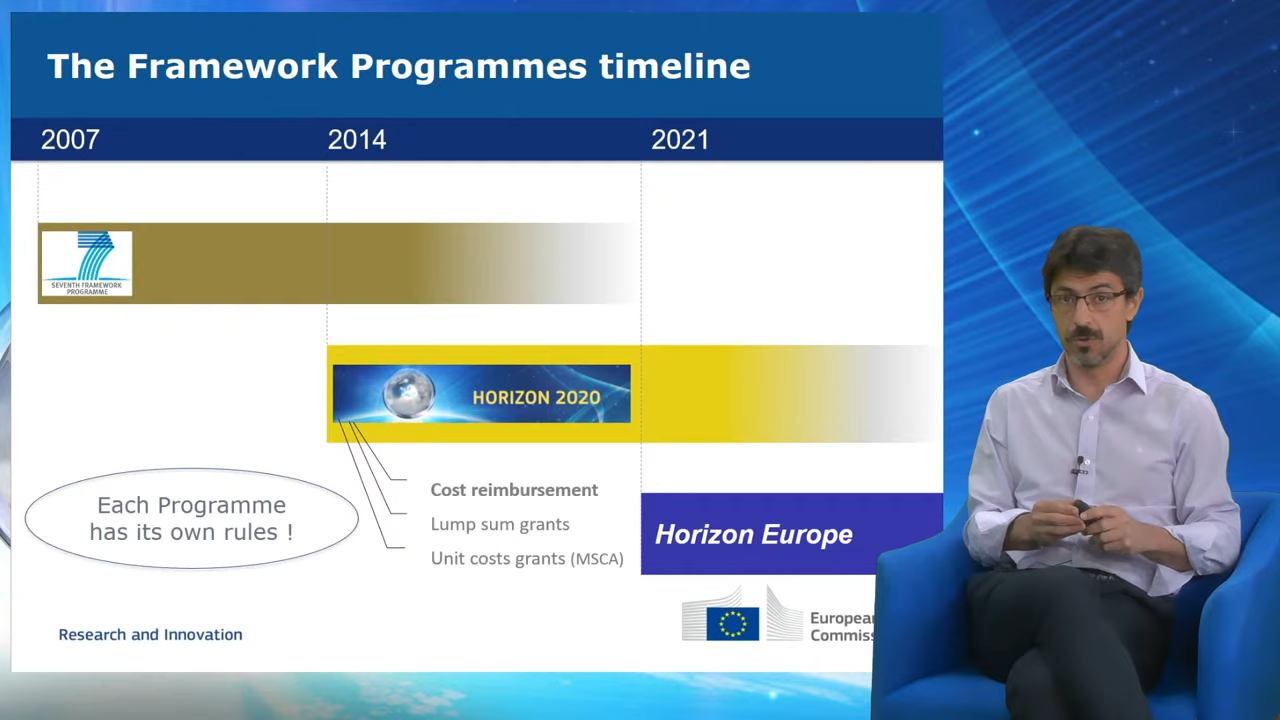 The Framework Programmes timeline
2007
2014
2021
SEVENTH FRAMEWORK
PROGRAMME
HORIZON 2020
Cost reimbursement
Lump sum grants
Unit costs grants (MSCA)
Each Programme
has its own rules !
Horizon Europe
Research and Innovation
European
Commiss